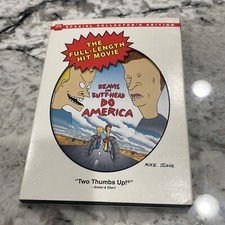 SPECIAL COLLECTOR'S EDITION
THE
FULL-LENGTH
HIT MOVIE
BEAVIS
AND
BUTT-HEAD
DO
AMERICA
MIKE JUDGE
"Two Thumbs Up!"
- Siskel & Ebert